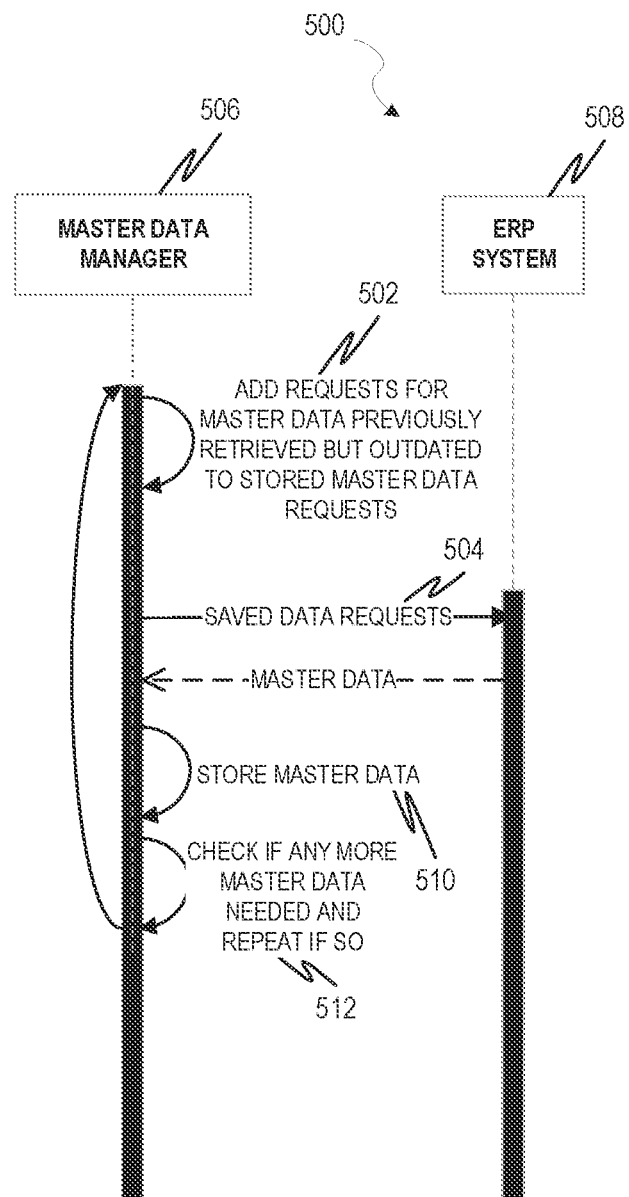 500
506
508
MASTER DATA
MANAGER
ERP
SYSTEM
502
ADD REQUESTS FOR
MASTER DATA PREVIOUSLY
RETRIEVED BUT OUTDATED
TO STORED MASTER DATA
REQUESTS
504
SAVED DATA REQUESTS
MASTER DATA
STORE MASTER DATA
510
CHECK IF ANY MORE
MASTER DATA
NEEDED AND
REPEAT IF SO
512